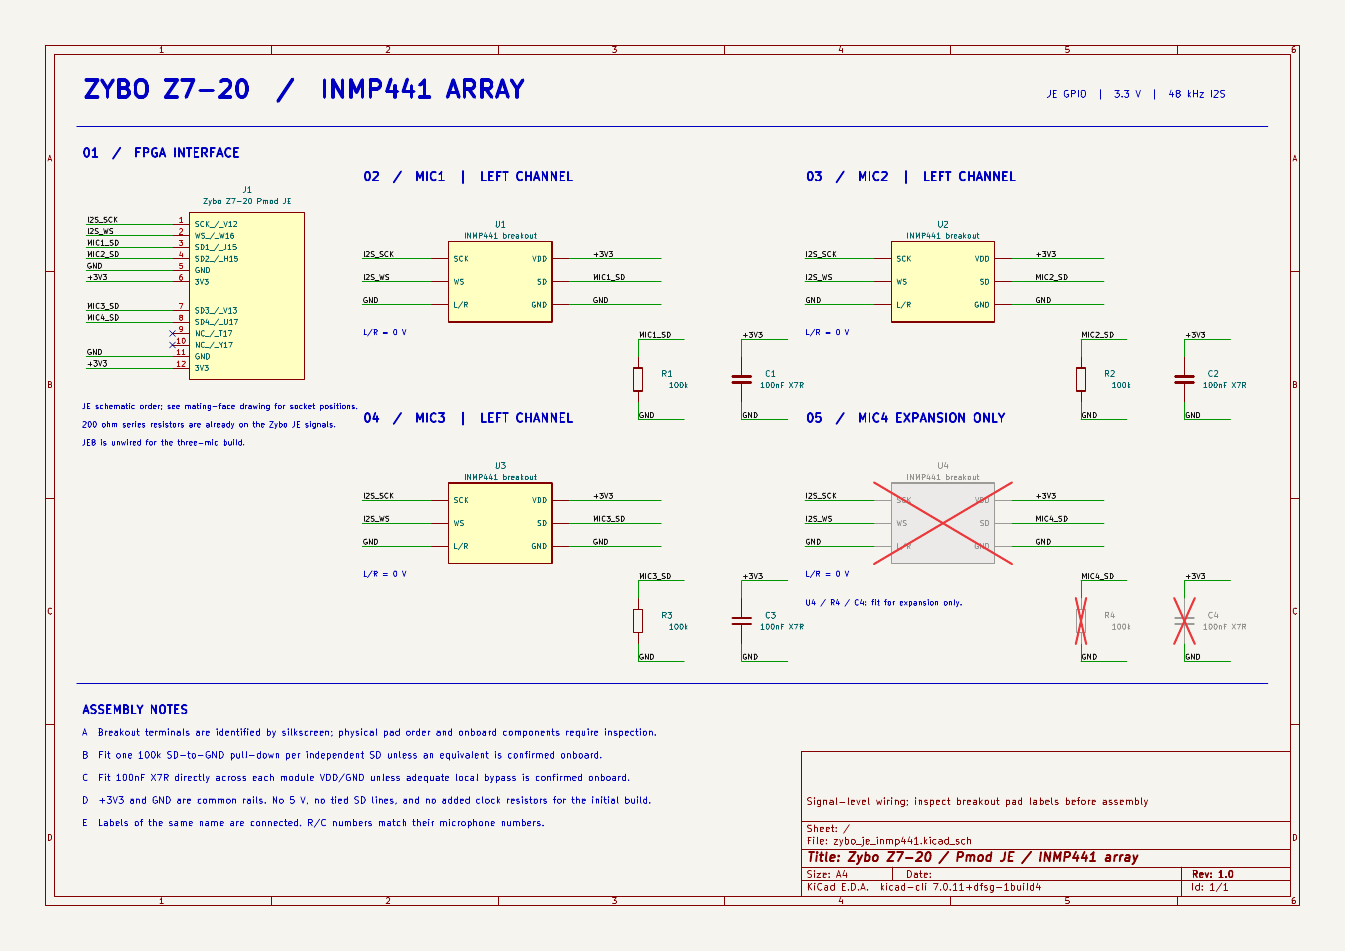 1 2 3 4 5 6
ZYBO Z7-20 / INMP441 ARRAY
JE GPIO | 3.3 V | 48 kHz I2S
01 / FPGA INTERFACE
J1
Zybo Z7-20 Pmod JE
I2S_SCK 1 SCK_/_V12
I2S_WS 2 WS_/_W16
MIC1_SD 3 SD1_/_J15
MIC2_SD 4 SD2_/_H15
GND 5 GND
+3V3 6 3V3
MIC3_SD 7 SD3_/_V13
MIC4_SD 8 SD4_/_U17
9 NC_/_T17
10 NC_/_Y17
GND 11 GND
+3V3 12 3V3
JE schematic order; see mating-face drawing for socket positions.
200 ohm series resistors are already on the Zybo JE signals.
JE8 is unwired for the three-mic build.
02 / MIC1 | LEFT CHANNEL
U1
INMP441 breakout
I2S_SCK SCK VDD +3V3
I2S_WS WS SD MIC1_SD
GND L/R GND GND
L/R = 0 V
MIC1_SD +3V3
R1 C1
100k 100nF X7R
GND GND
03 / MIC2 | LEFT CHANNEL
U2
INMP441 breakout
I2S_SCK SCK VDD +3V3
I2S_WS WS SD MIC2_SD
GND L/R GND GND
L/R = 0 V
MIC2_SD +3V3
R2 C2
100k 100nF X7R
GND GND
04 / MIC3 | LEFT CHANNEL
U3
INMP441 breakout
I2S_SCK SCK VDD +3V3
I2S_WS WS SD MIC3_SD
GND L/R GND GND
L/R = 0 V
MIC3_SD +3V3
R3 C3
100k 100nF X7R
GND GND
05 / MIC4 EXPANSION ONLY
U4
INMP441 breakout
I2S_SCK SCK VDD +3V3
I2S_WS WS SD MIC4_SD
GND L/R GND GND
L/R = 0 V
U4 / R4 / C4: fit for expansion only.
MIC4_SD +3V3
R4 C4
100k 100nF X7R
GND GND
ASSEMBLY NOTES
A Breakout terminals are identified by silkscreen; physical pad order and onboard components require inspection.
B Fit one 100k SD-to-GND pull-down per independent SD unless an equivalent is confirmed onboard.
C Fit 100nF X7R directly across each module VDD/GND unless adequate local bypass is confirmed onboard.
D +3V3 and GND are common rails. No 5 V, no tied SD lines, and no added clock resistors for the initial build.
E Labels of the same name are connected. R/C numbers match their microphone numbers.
Signal-level wiring; inspect breakout pad labels before assembly
Sheet: /
File: zybo_je_inmp441.kicad_sch
Title: Zybo Z7-20 / Pmod JE / INMP441 array
Size: A4 Date: Rev: 1.0
KiCad E.D.A. kicad-cli 7.0.11+dfsg-1build4 Id: 1/1
A A
B B
C C
D D
1 2 3 4 5 6